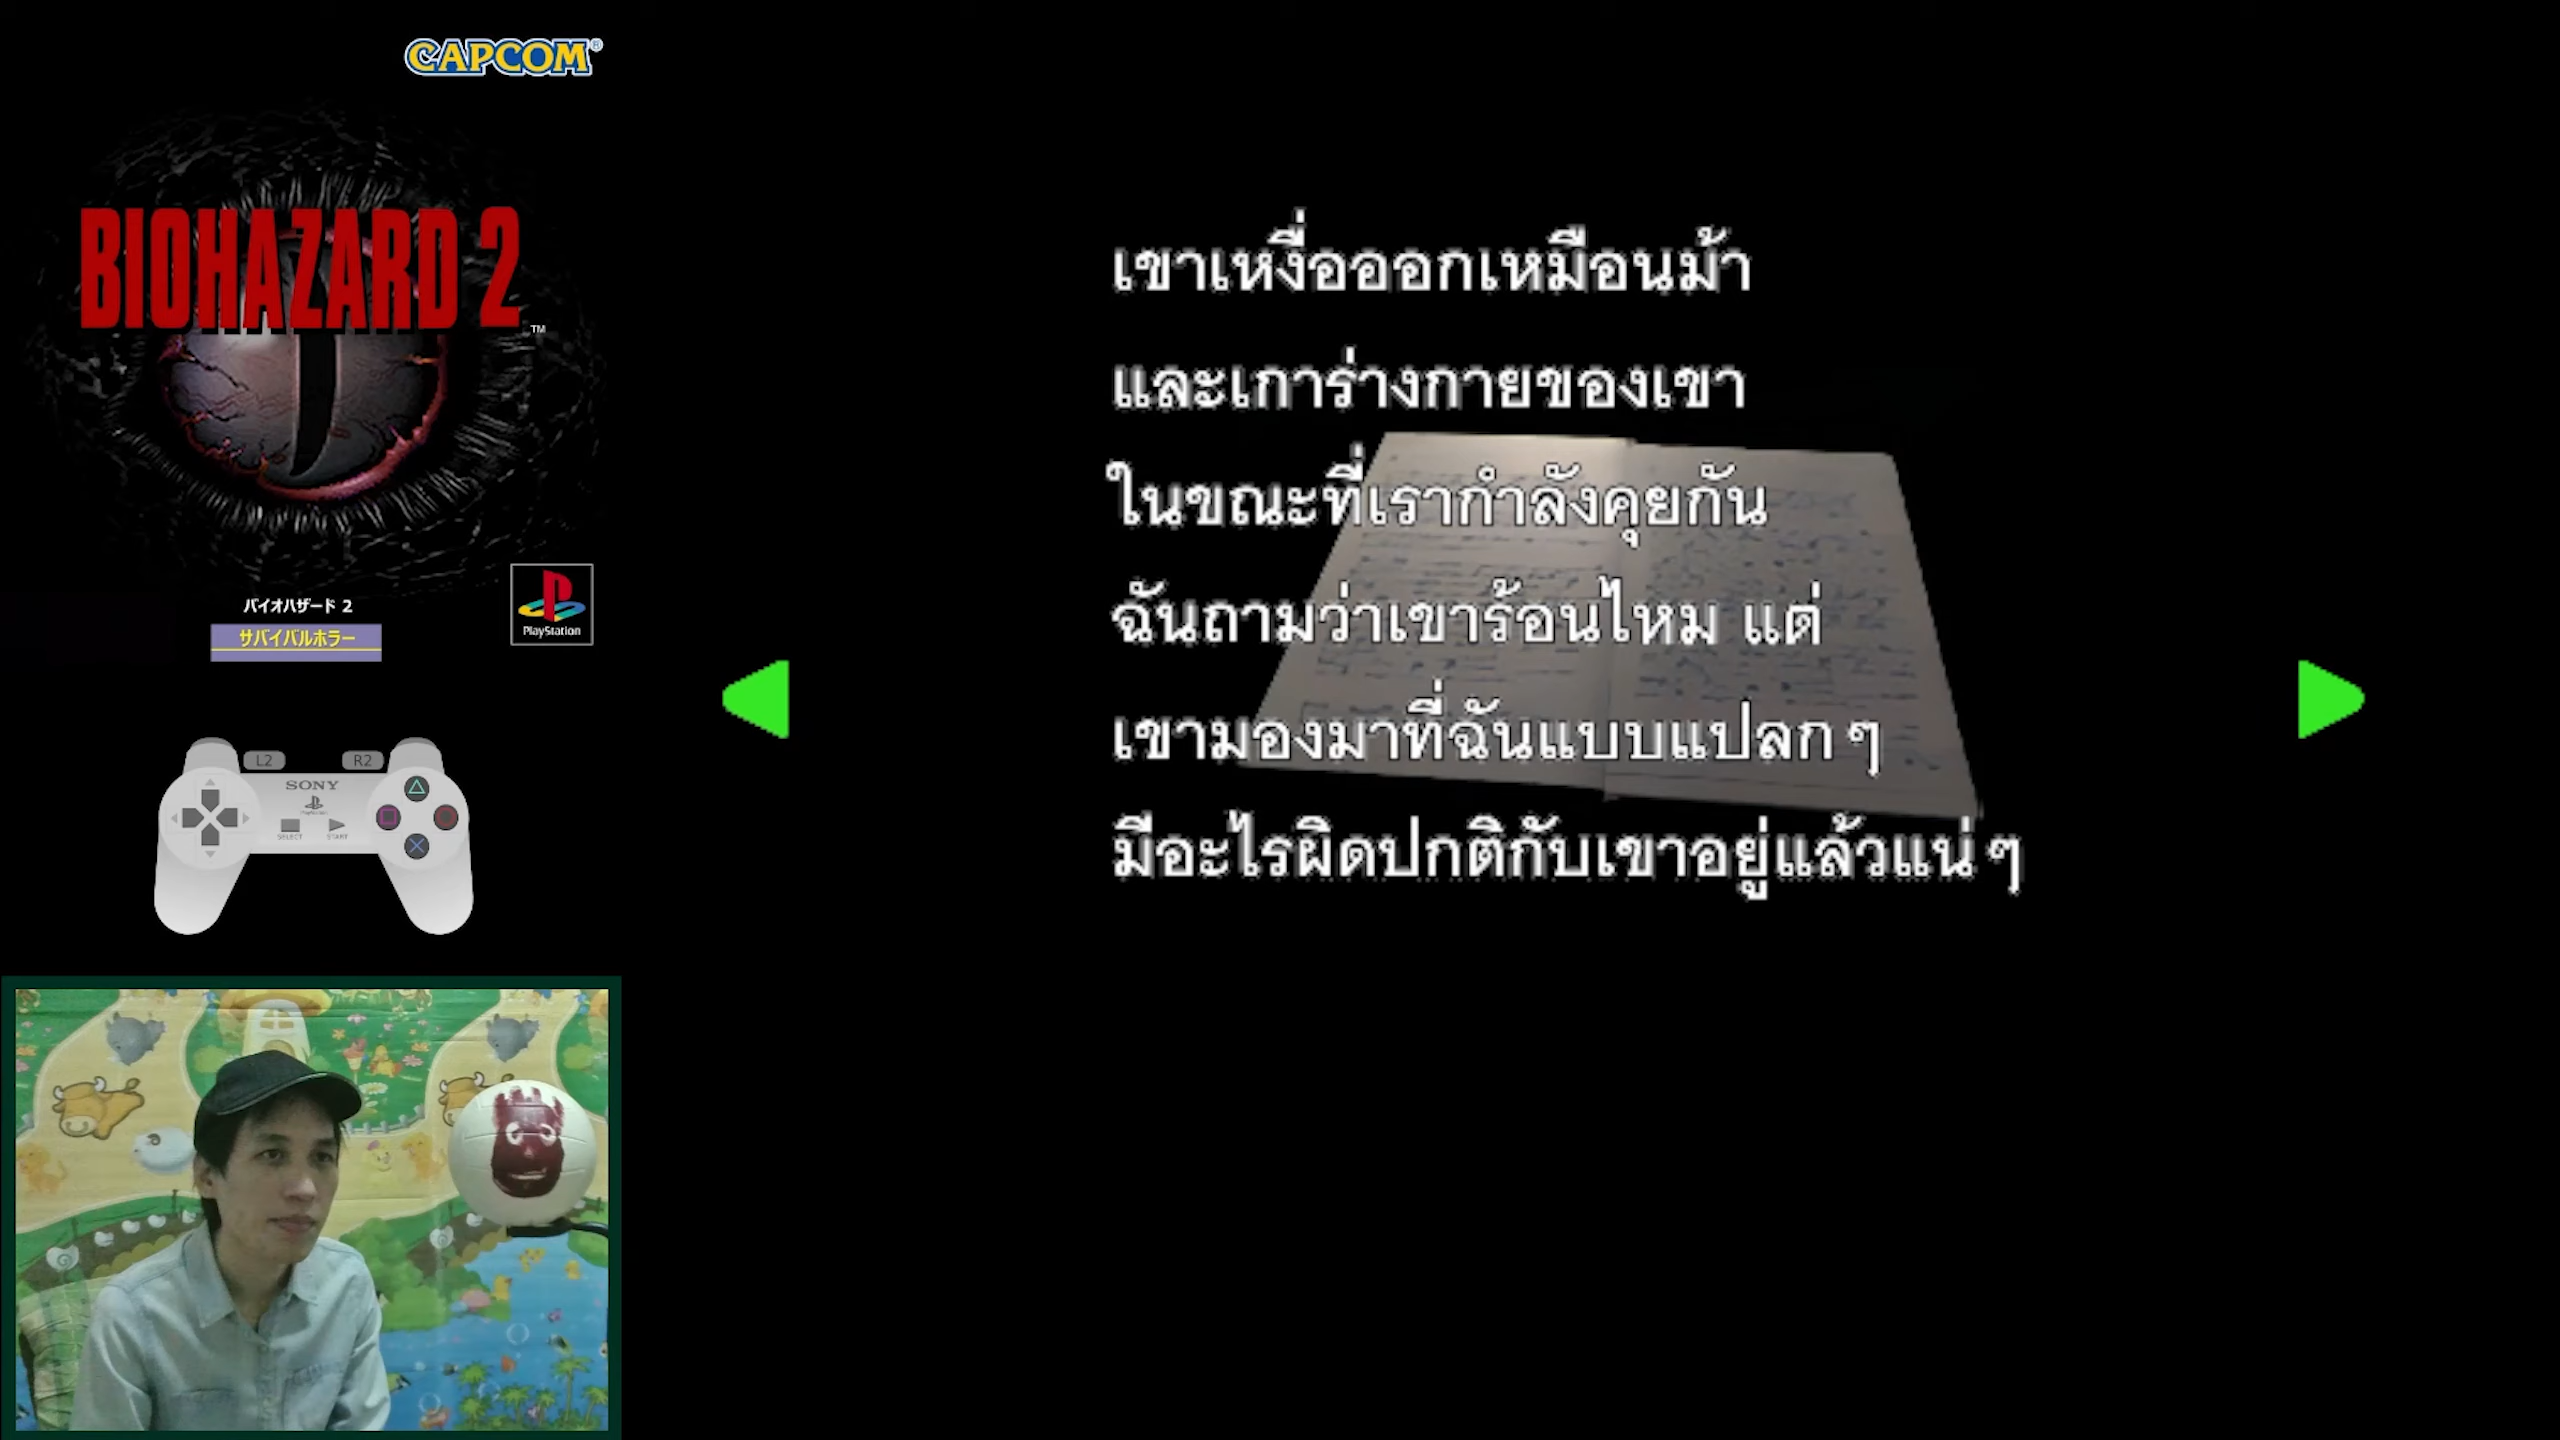 CAPCOM®
BIOHAZARD 2
TM
バイオハザード 2
サバイバルホラー
PlayStation
L2
R2
SONY
SELECT
START
เขาเหงื่อออกเหมือนม้า
และเการ่างกายของเขา
ในขณะที่เรากำลังคุยกัน
ฉันถามว่าเขาร้อนไหม แต่
เขามองมาที่ฉันแบบแปลก ๆ
มีอะไรผิดปกติกับเขาอยู่แล้วแน่ ๆ